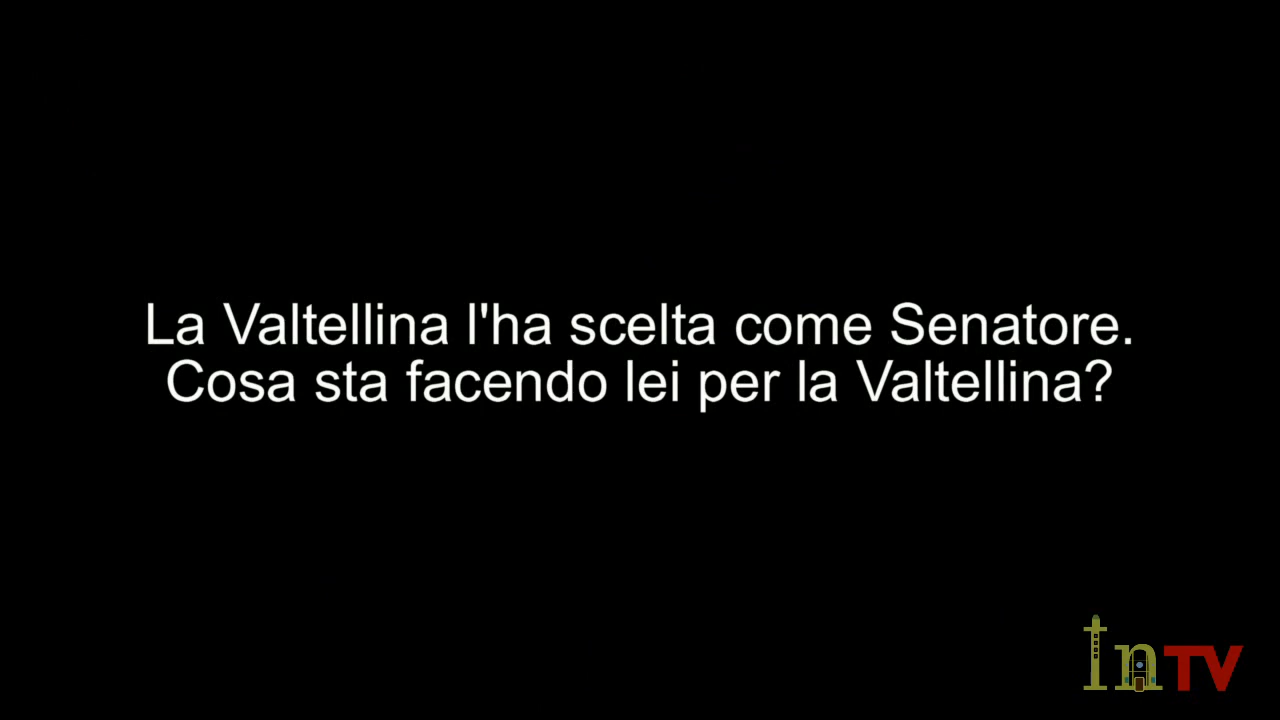 La Valtellina l'ha scelta come Senatore.
Cosa sta facendo lei per la Valtellina?
InTV